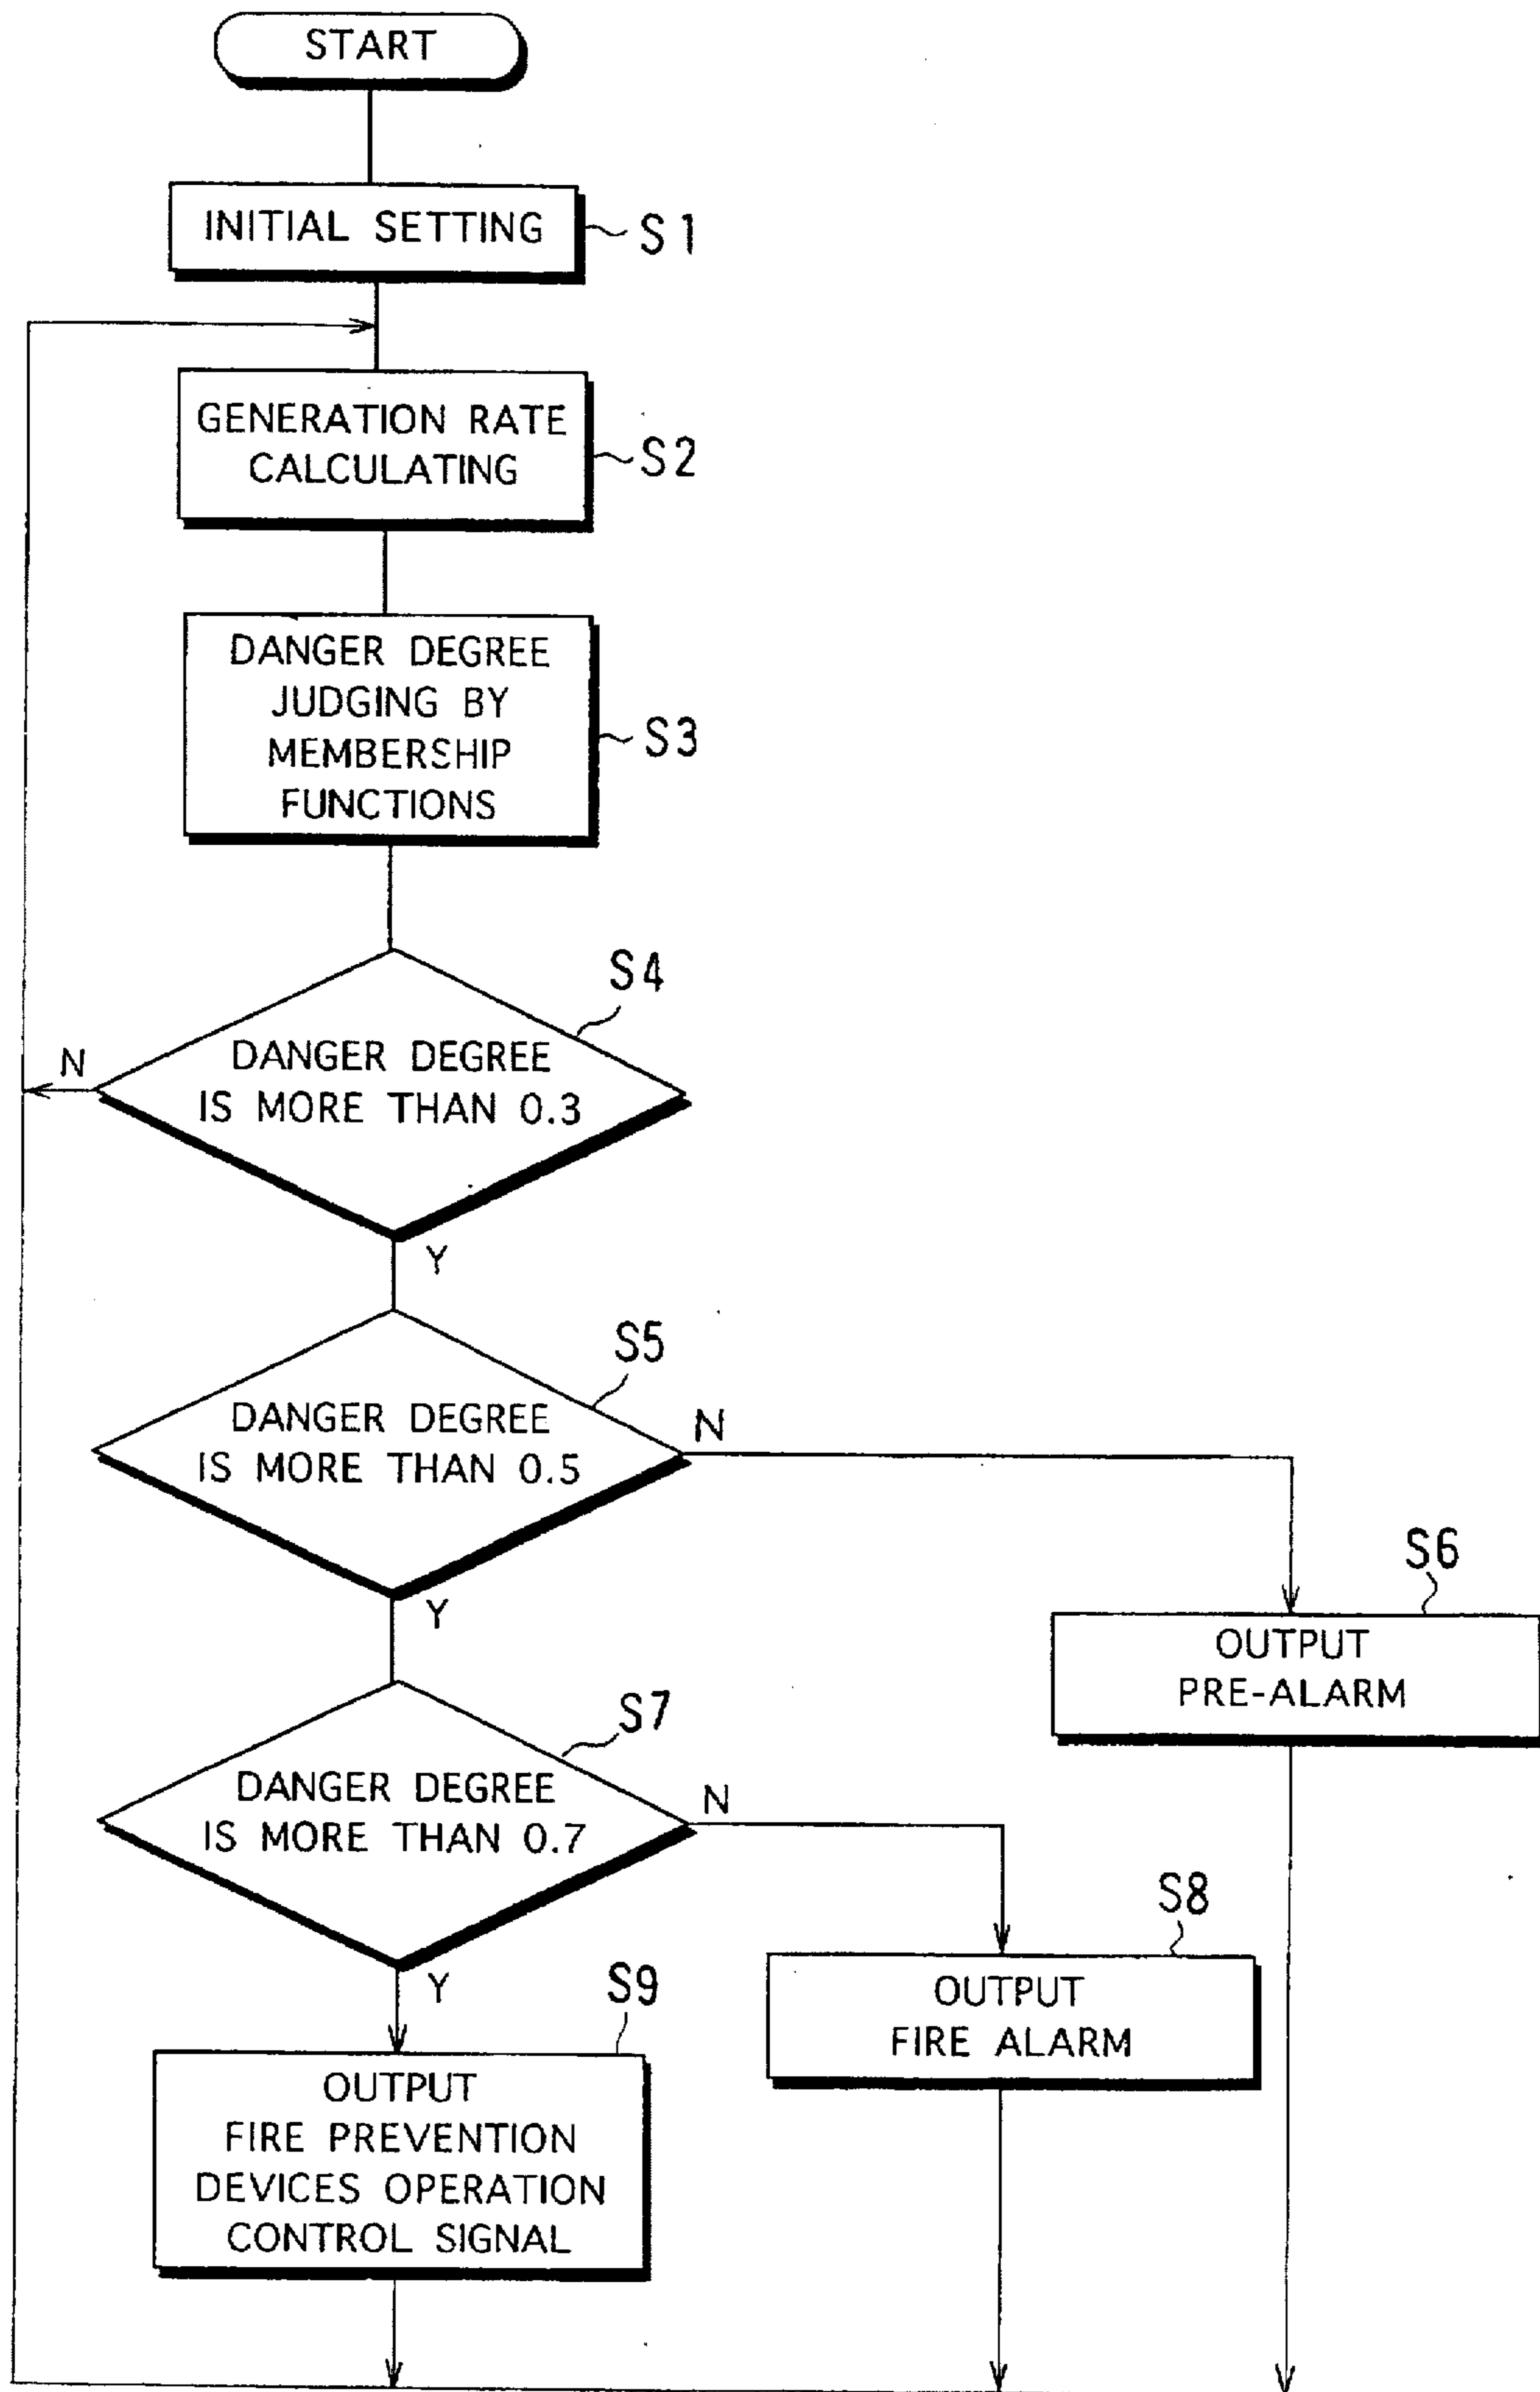 START
INITIAL SETTING
S1
GENERATION RATE
CALCULATING
S2
DANGER DEGREE
JUDGING BY
MEMBERSHIP
FUNCTIONS
S3
S4
N
DANGER DEGREE
IS MORE THAN 0.3
Y
S5
DANGER DEGREE
IS MORE THAN 0.5
N
Y
S6
OUTPUT
PRE-ALARM
S7
DANGER DEGREE
IS MORE THAN 0.7
N
Y
S8
OUTPUT
FIRE ALARM
S9
OUTPUT
FIRE PREVENTION
DEVICES OPERATION
CONTROL SIGNAL